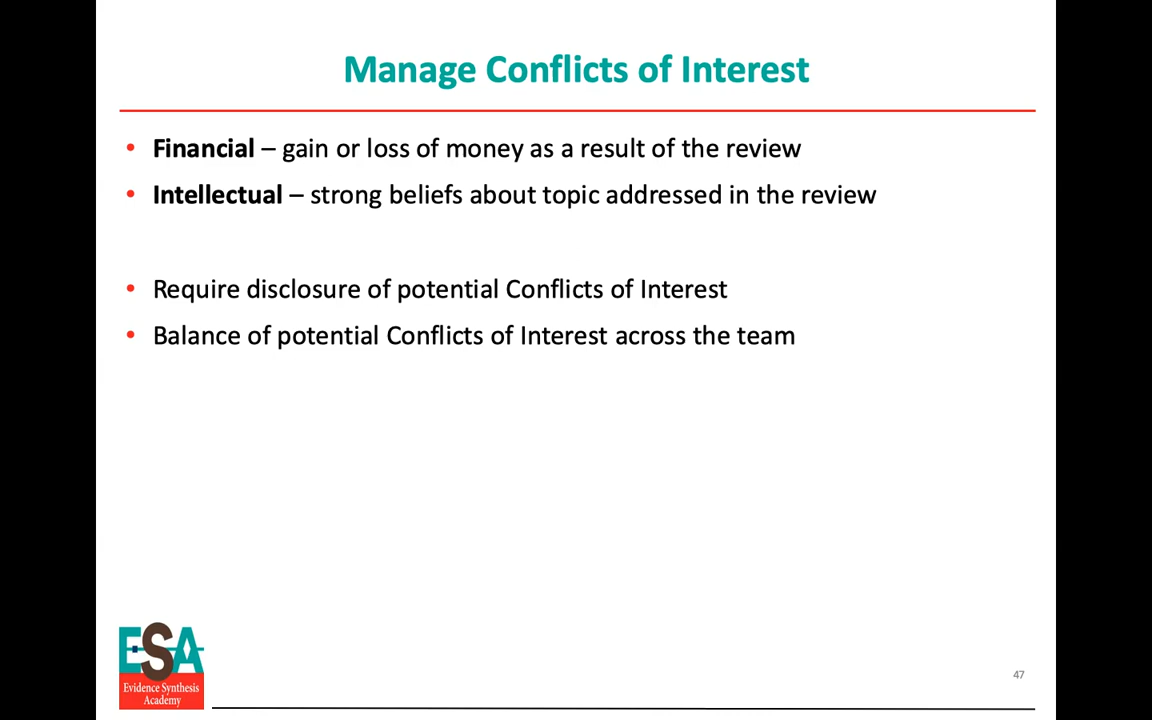 Manage Conflicts of Interest
• Financial – gain or loss of money as a result of the review
• Intellectual – strong beliefs about topic addressed in the review
• Require disclosure of potential Conflicts of Interest
• Balance of potential Conflicts of Interest across the team
ESA
Evidence Synthesis
Academy
47